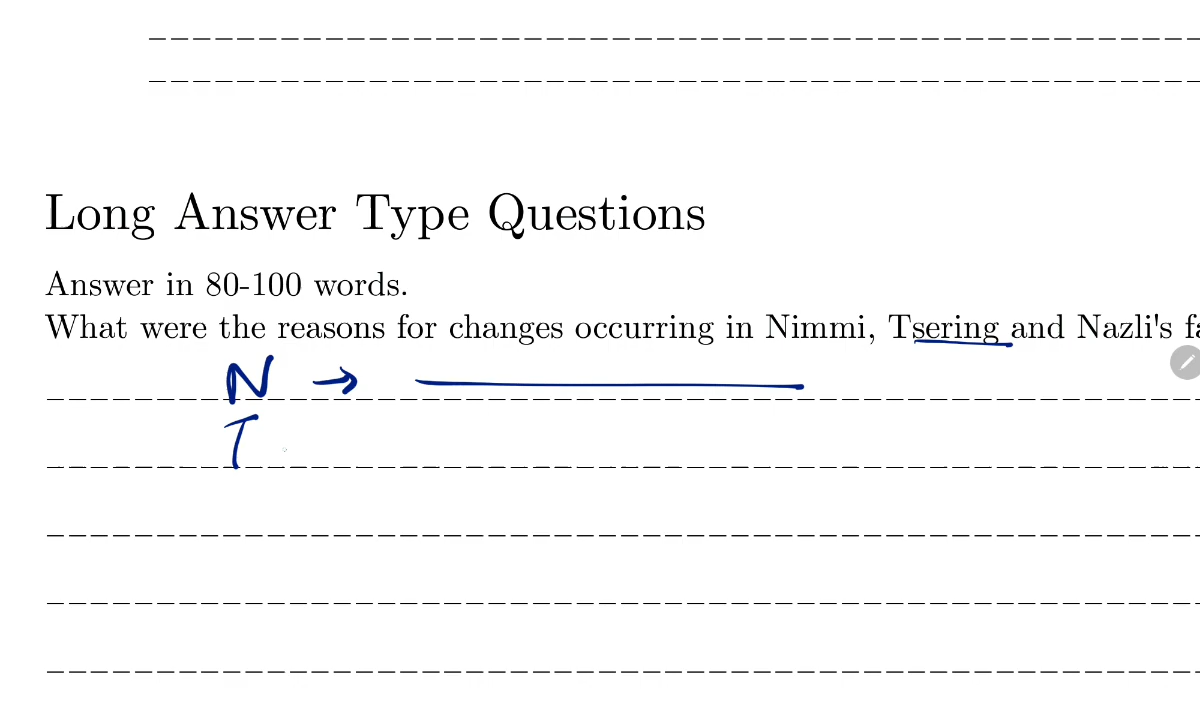 Long Answer Type Questions
Answer in 80-100 words.
What were the reasons for changes occurring in Nimmi, Tsering and Nazli's fa
N →
T